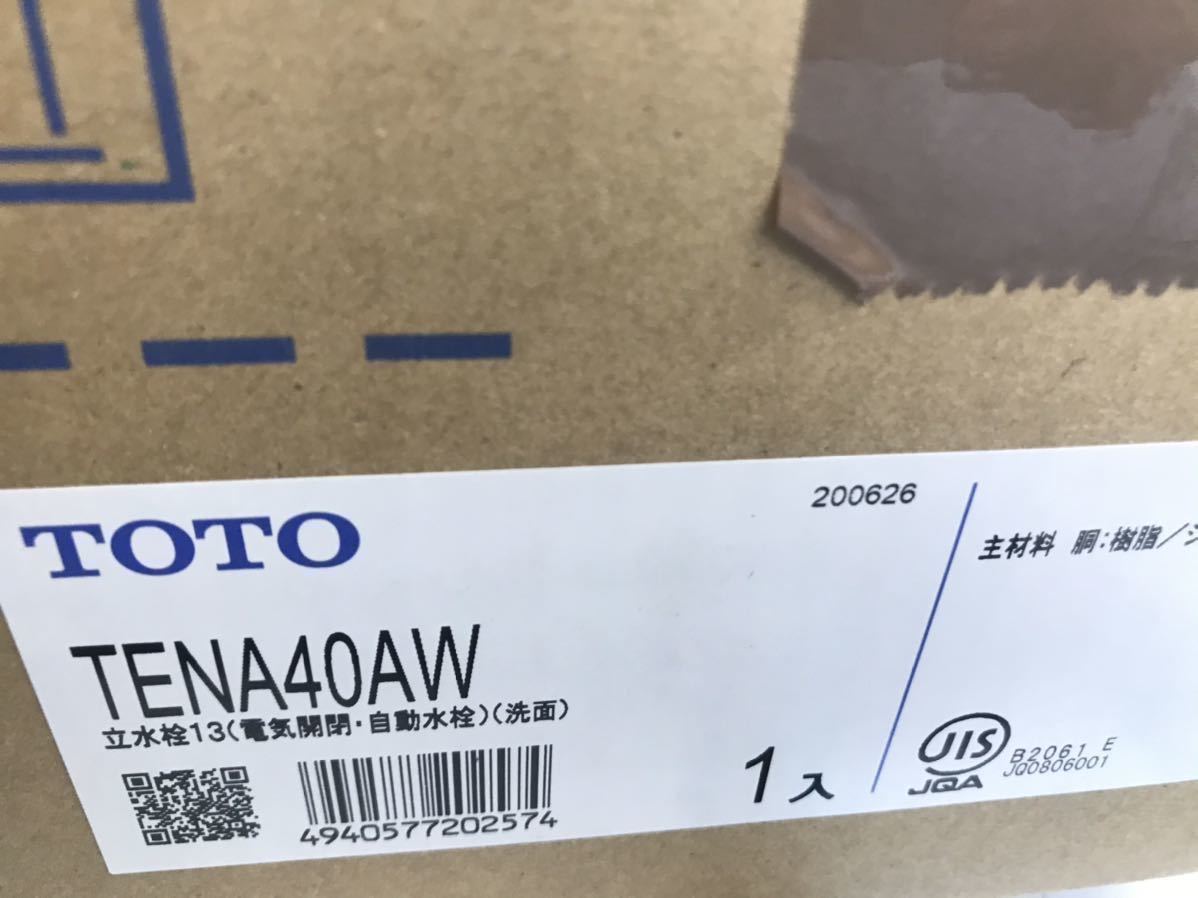 TOTO
200626
TENA40AW
立水栓13(電気開閉・自動水栓)(洗面)
4940577202574
1入
主材料 胴:樹脂/シ
JIS
JQA
B2061 E
JQ0806001